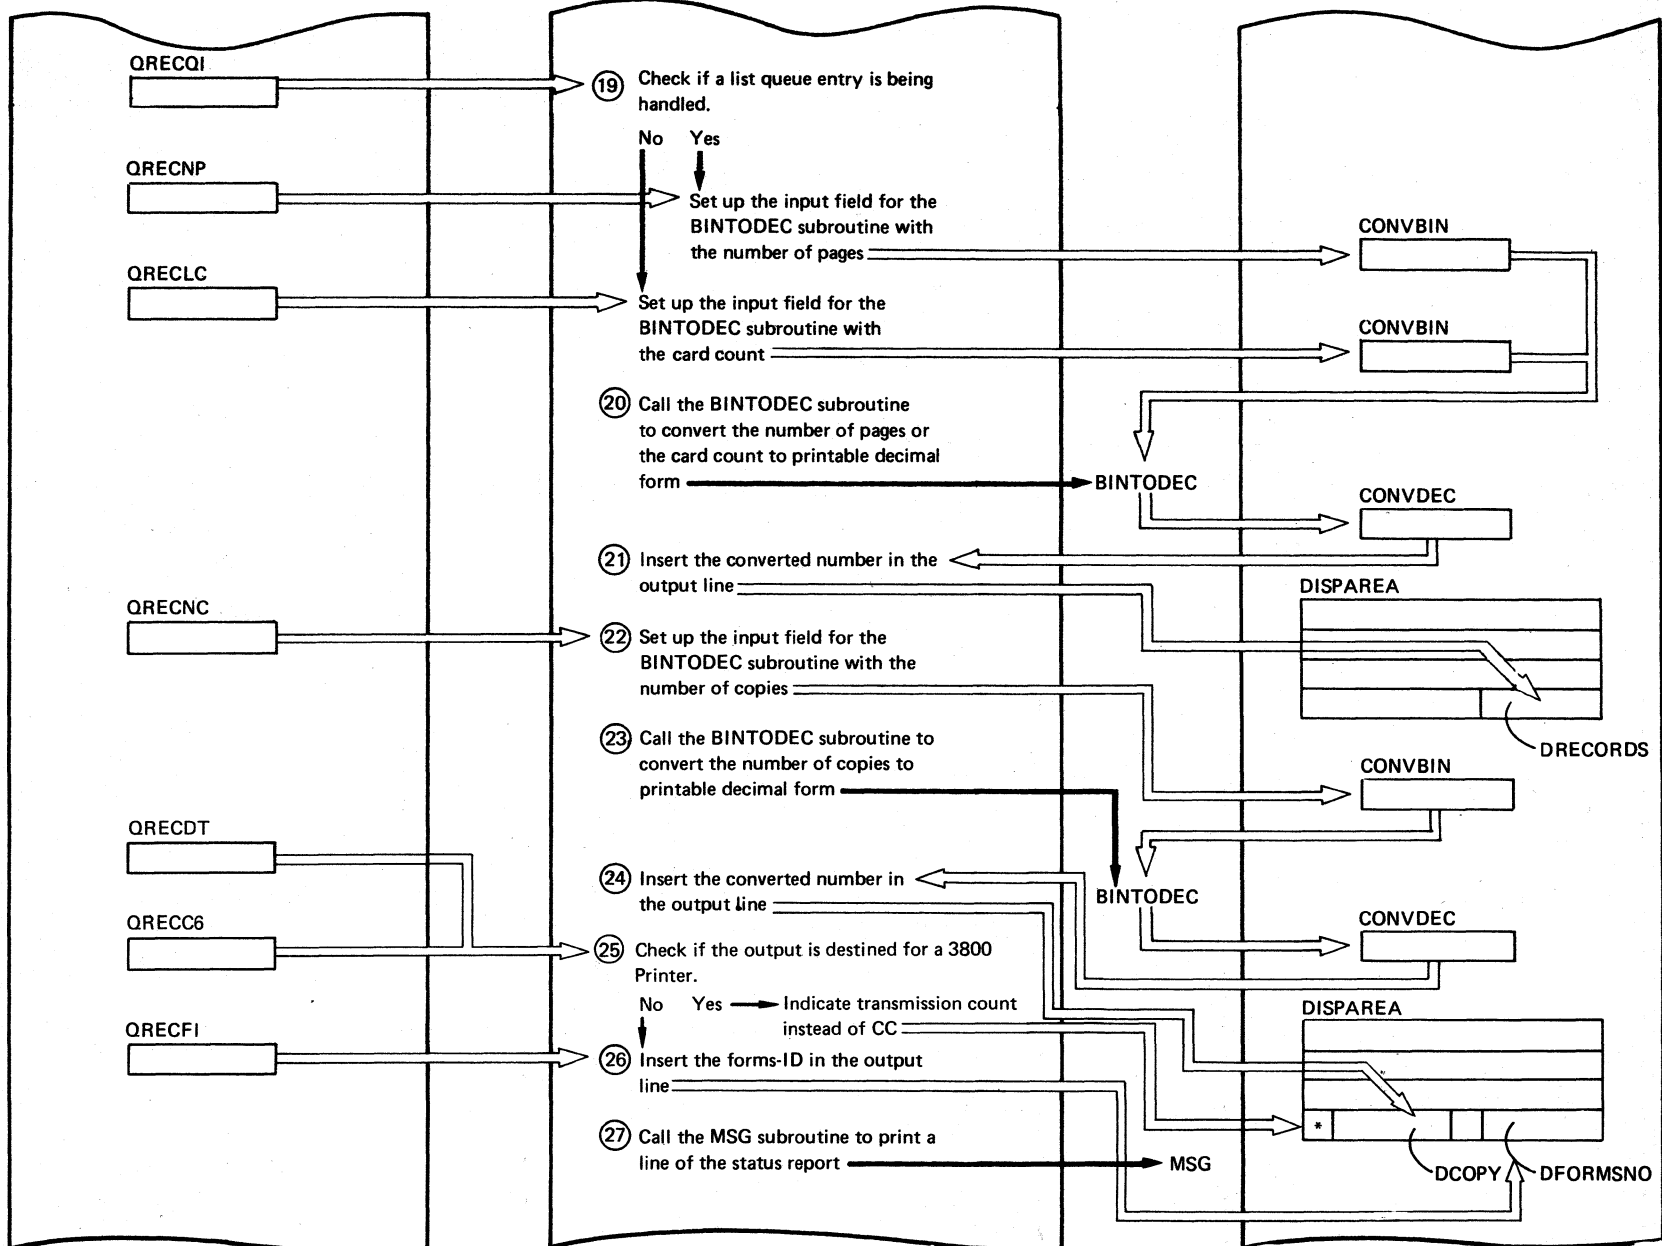 QRECQI
19 Check if a list queue entry is being
handled.
No Yes
QRECNP
Set up the input field for the
BINTODEC subroutine with
the number of pages
CONVBIN
QRECLC
Set up the input field for the
BINTODEC subroutine with
the card count
CONVBIN
20 Call the BINTODEC subroutine
to convert the number of pages or
the card count to printable decimal
form
BINTODEC
CONVDEC
21 Insert the converted number in the
output line
DISPAREA
QRECNC
22 Set up the input field for the
BINTODEC subroutine with the
number of copies
DRECORDS
23 Call the BINTODEC subroutine to
convert the number of copies to
printable decimal form
CONVBIN
QRECDT
24 Insert the converted number in
the output line
BINTODEC
CONVDEC
QRECC6
25 Check if the output is destined for a 3800
Printer.
No Yes Indicate transmission count
instead of CC
DISPAREA
QRECFI
26 Insert the forms-ID in the output
line
*
27 Call the MSG subroutine to print a
line of the status report
MSG
DCOPY
DFORMSNO